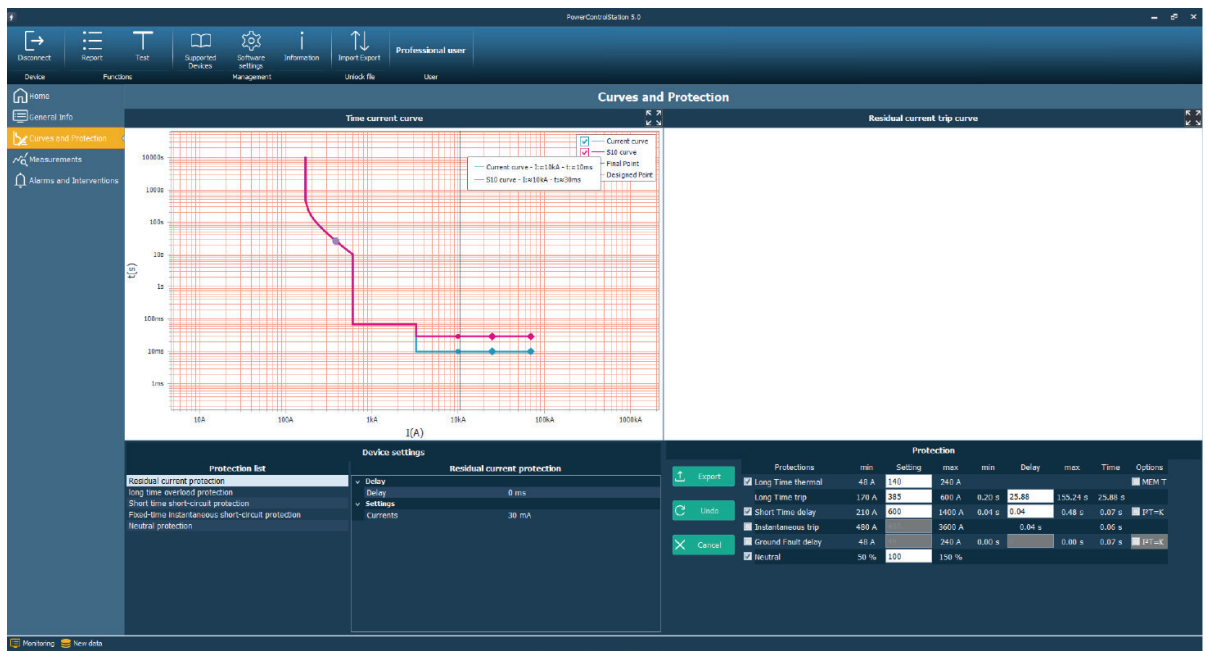 PowerControlStation 5.0
Disconnect
Report
Test
Supported Devices
Software settings
Information
Import Export
Professional user
Device
Functions
Management
Unlock file
User
Home
General Info
Curves and Protection
Measurements
Alarms and Interventions
Curves and Protection
Time current curve
Residual current trip curve
Current curve
S10 curve
Final Point
Designed Point
Current curve - I:≈10kA - t:≈10ms
S10 curve - I:≈10kA - t:≈30ms
10000s
1000s
100s
10s
1s
100ms
10ms
1ms
t(s)
10A 100A 1kA 10kA 100kA 1000kA
I(A)
Device settings
Protection list
Residual current protection
long time overload protection
Short time short-circuit protection
Fixed-time instantaneous short-circuit protection
Neutral protection
Residual current protection
Delay
Delay 0 ms
Settings
Currents 30 mA
Protection
Export
Undo
Cancel
Protections min Setting max min Delay max Time Options
Long Time thermal 48 A 140 240 A MEM T
Long Time trip 170 A 385 600 A 0.20 s 25.88 155.24 s 25.88 s
Short Time delay 210 A 600 1400 A 0.04 s 0.04 0.48 s 0.07 s I²T=K
Instantaneous trip 480 A 3600 A 0.04 s 0.06 s
Ground Fault delay 48 A 240 A 0.00 s 0.00 s 0.07 s I²T=K
Neutral 50 % 100 150 %
Monitoring
New data